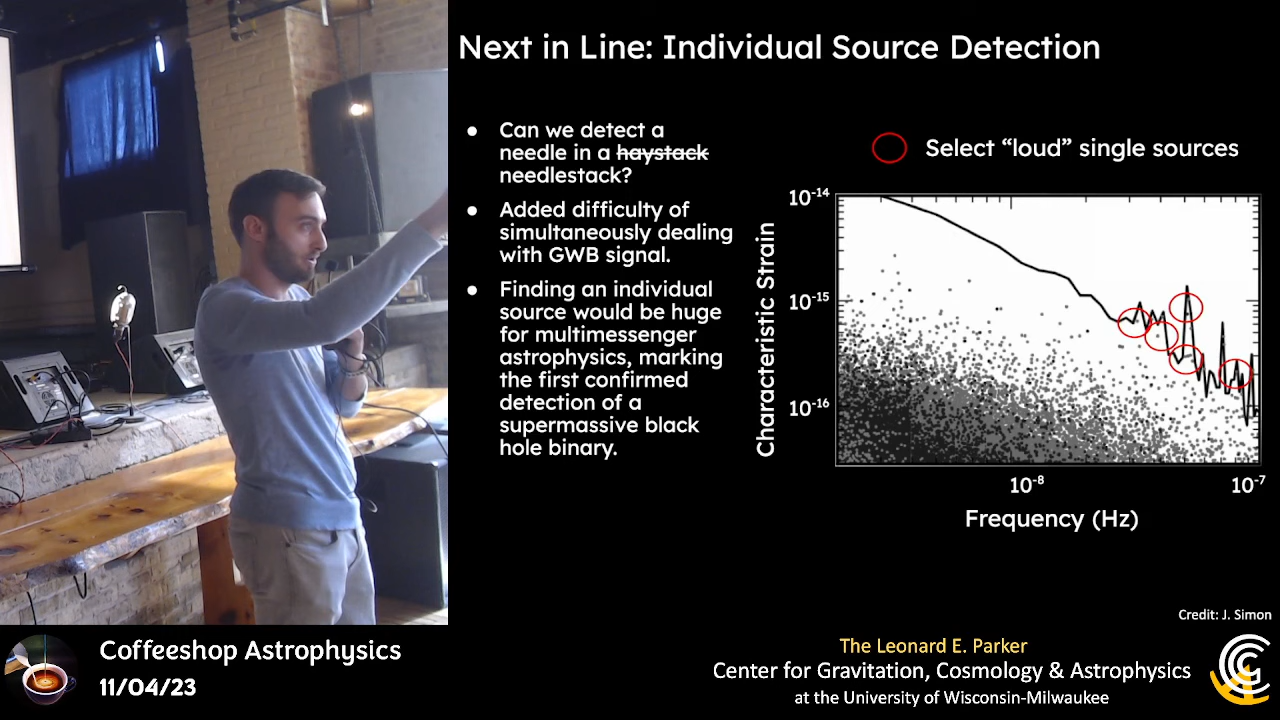 Next in Line: Individual Source Detection
● Can we detect a
needle in a haystack
needlestack?
● Added difficulty of
simultaneously dealing
with GWB signal.
● Finding an individual
source would be huge
for multimessenger
astrophysics, marking
the first confirmed
detection of a
supermassive black
hole binary.
Select “loud” single sources
Characteristic Strain
10-14
10-15
10-16
10-8
10-7
Frequency (Hz)
Credit: J. Simon
Coffeeshop Astrophysics
11/04/23
The Leonard E. Parker
Center for Gravitation, Cosmology & Astrophysics
at the University of Wisconsin-Milwaukee
CGCA